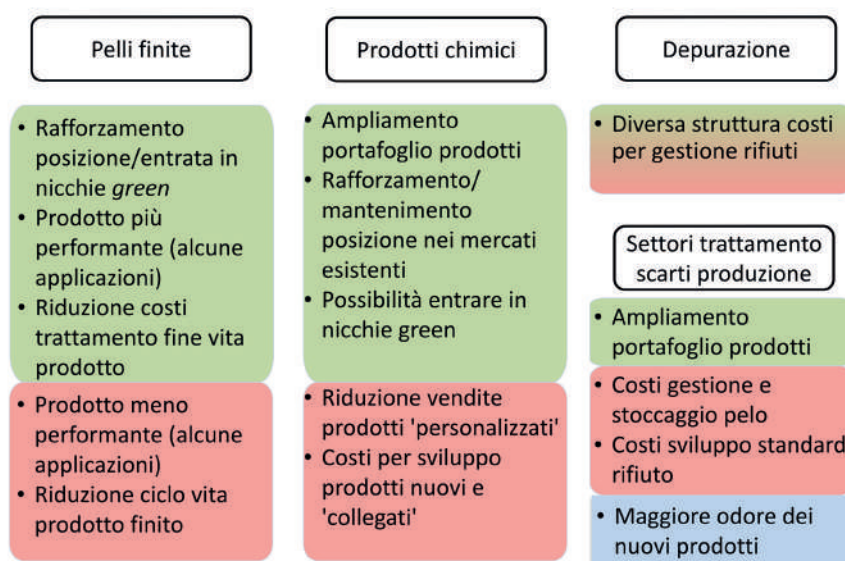 Pelli finite
• Rafforzamento
posizione/entrata in
nicchie green
• Prodotto più
performante (alcune
applicazioni)
• Riduzione costi
trattamento fine vita
prodotto
• Prodotto meno
performante (alcune
applicazioni)
• Riduzione ciclo vita
prodotto finito
Prodotti chimici
• Ampliamento
portafoglio prodotti
• Rafforzamento/
mantenimento
posizione nei mercati
esistenti
• Possibilità entrare in
nicchie green
• Riduzione vendite
prodotti 'personalizzati'
• Costi per sviluppo
prodotti nuovi e
'collegati'
Depurazione
• Diversa struttura costi
per gestione rifiuti
Settori trattamento
scarti produzione
• Ampliamento
portafoglio prodotti
• Costi gestione e
stoccaggio pelo
• Costi sviluppo standard
rifiuto
• Maggiore odore dei
nuovi prodotti